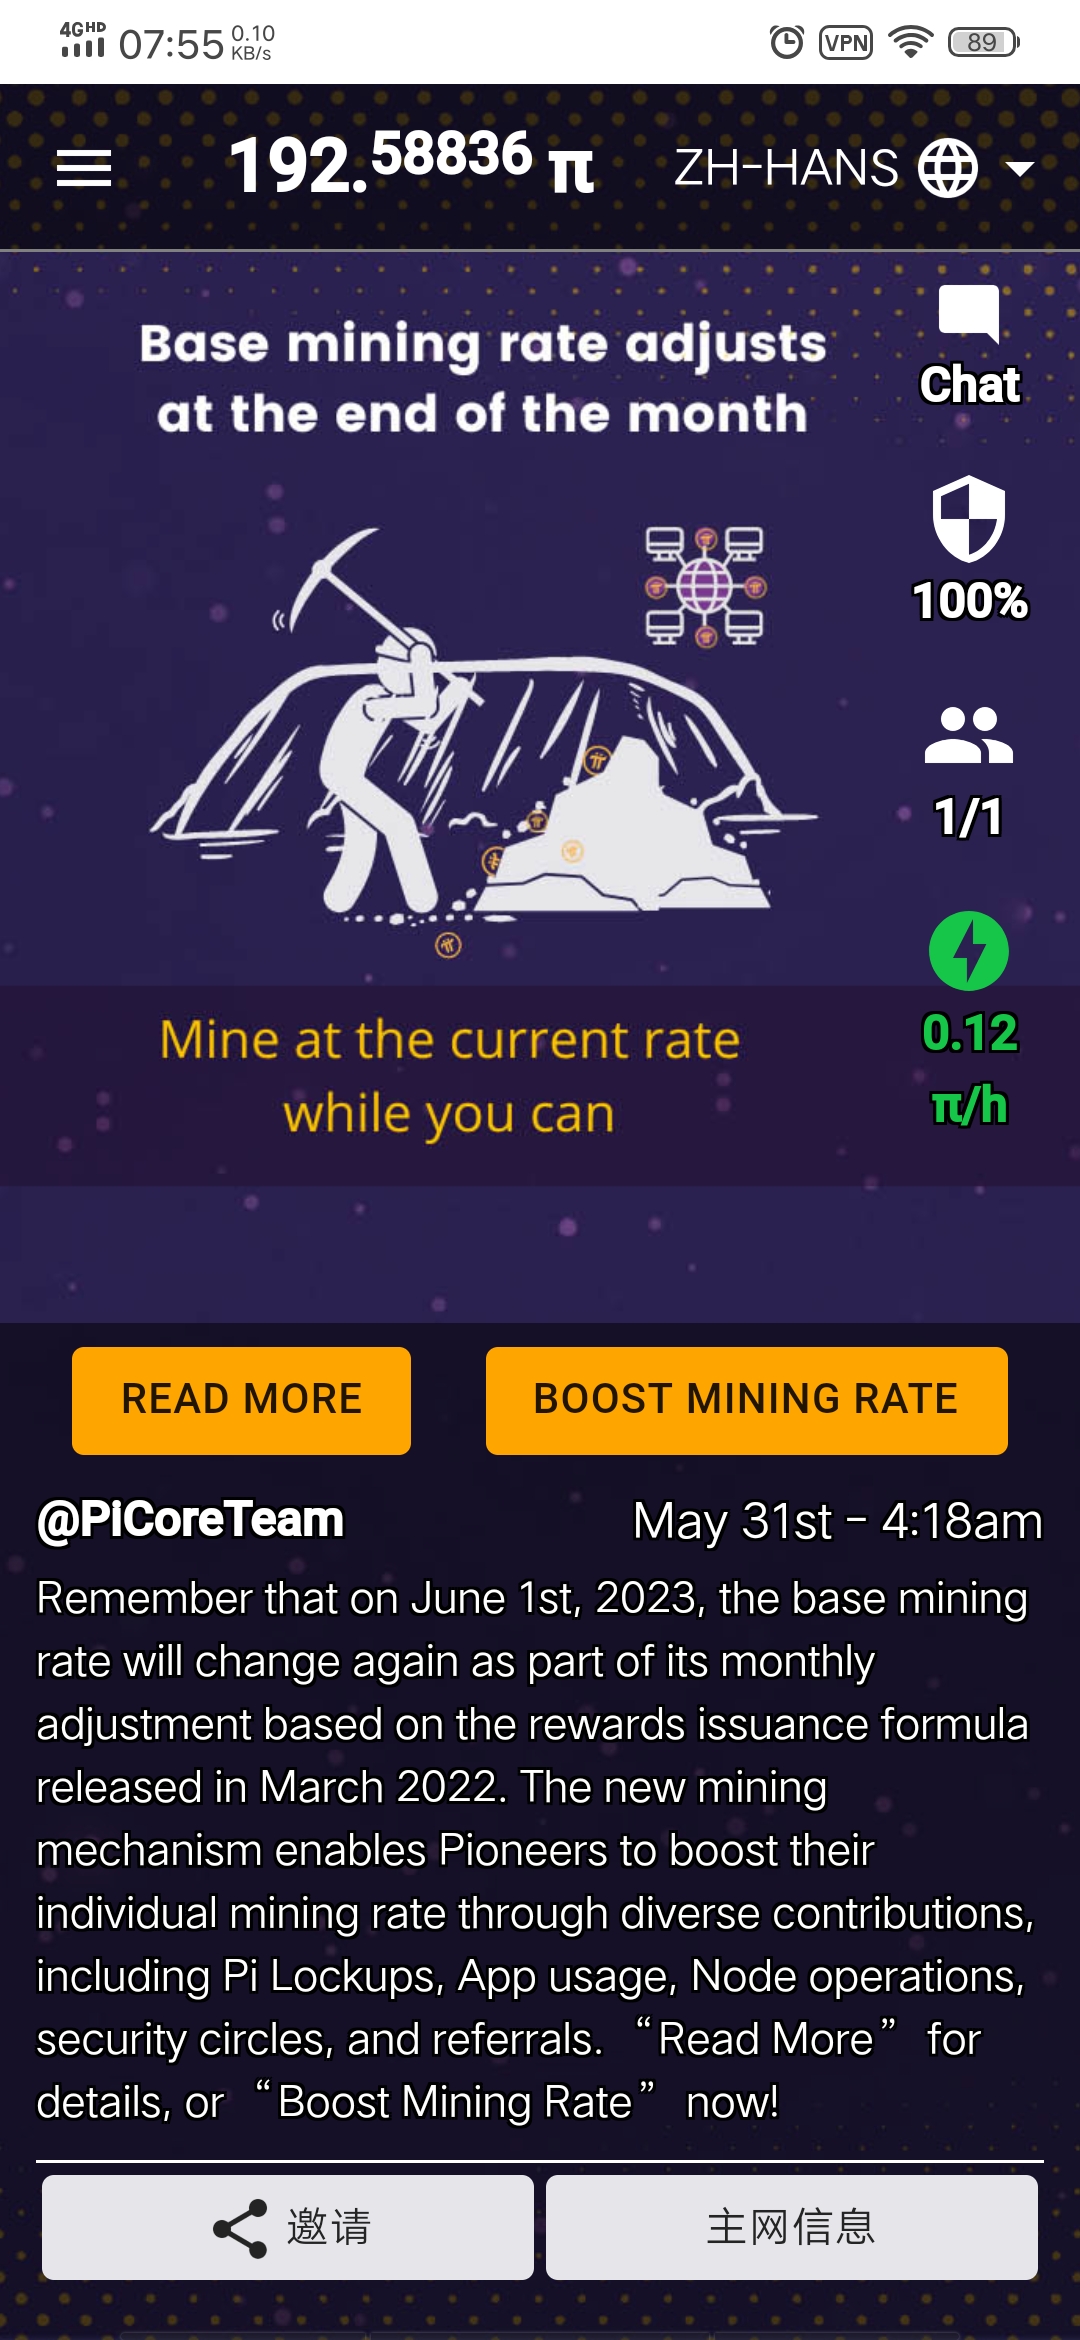 4GHD 07:55 0.10 KB/s VPN 89
192.58836 π ZH-HANS
Base mining rate adjusts
at the end of the month
Chat
100%
1/1
0.12
π/h
Mine at the current rate
while you can
READ MORE BOOST MINING RATE
@PiCoreTeam May 31st - 4:18am
Remember that on June 1st, 2023, the base mining
rate will change again as part of its monthly
adjustment based on the rewards issuance formula
released in March 2022. The new mining
mechanism enables Pioneers to boost their
individual mining rate through diverse contributions,
including Pi Lockups, App usage, Node operations,
security circles, and referrals. “Read More” for
details, or “Boost Mining Rate” now!
邀请 主网信息